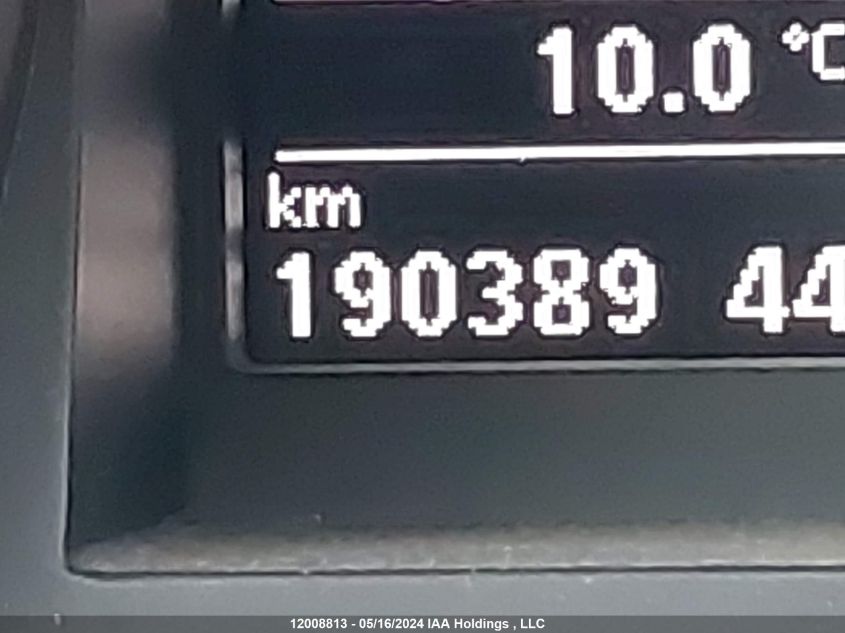 10.0 °C
km
190389 44
12008813 - 05/16/2024 IAA Holdings , LLC